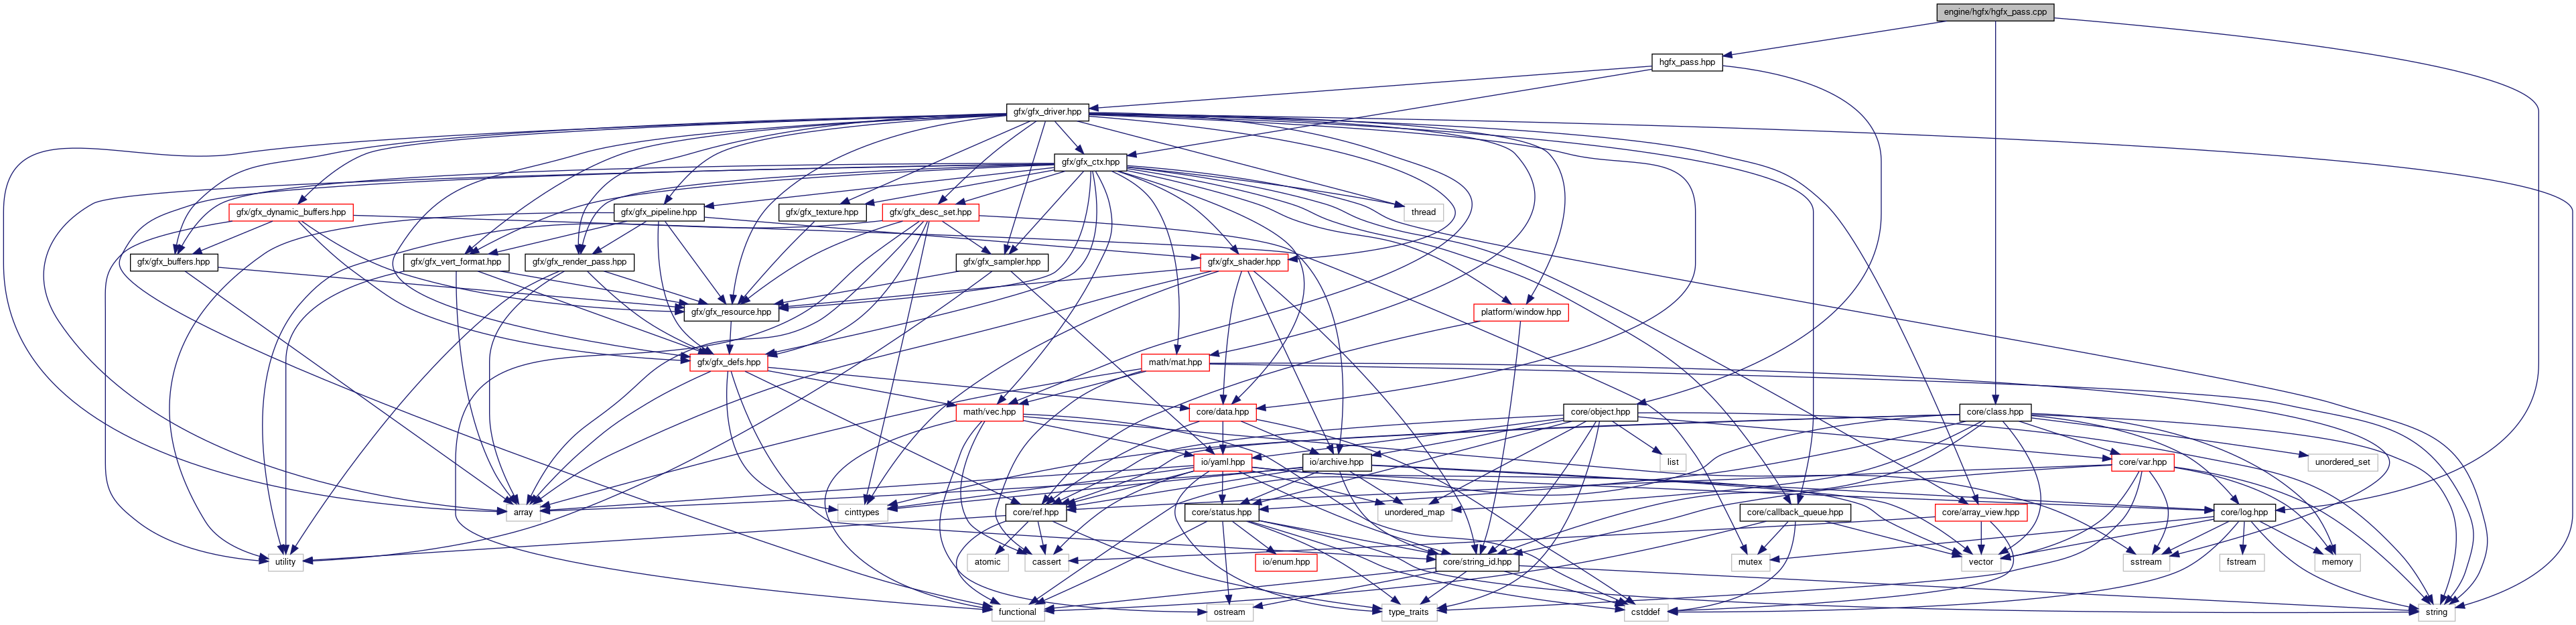 engine/hgfx/hgfx_pass.cpp
hgfx_pass.hpp
gfx/gfx_driver.hpp
gfx/gfx_ctx.hpp
gfx/gfx_dynamic_buffers.hpp
gfx/gfx_pipeline.hpp
gfx/gfx_texture.hpp
gfx/gfx_desc_set.hpp
thread
gfx/gfx_buffers.hpp
gfx/gfx_vert_format.hpp
gfx/gfx_render_pass.hpp
gfx/gfx_sampler.hpp
gfx/gfx_shader.hpp
gfx/gfx_resource.hpp
platform/window.hpp
gfx/gfx_defs.hpp
math/mat.hpp
math/vec.hpp
core/data.hpp
core/object.hpp
core/class.hpp
io/yaml.hpp
io/archive.hpp
list
core/var.hpp
unordered_set
array
cinttypes
core/ref.hpp
core/status.hpp
unordered_map
core/callback_queue.hpp
core/array_view.hpp
core/log.hpp
utility
atomic
cassert
io/enum.hpp
core/string_id.hpp
mutex
vector
sstream
fstream
memory
functional
ostream
type_traits
cstddef
string